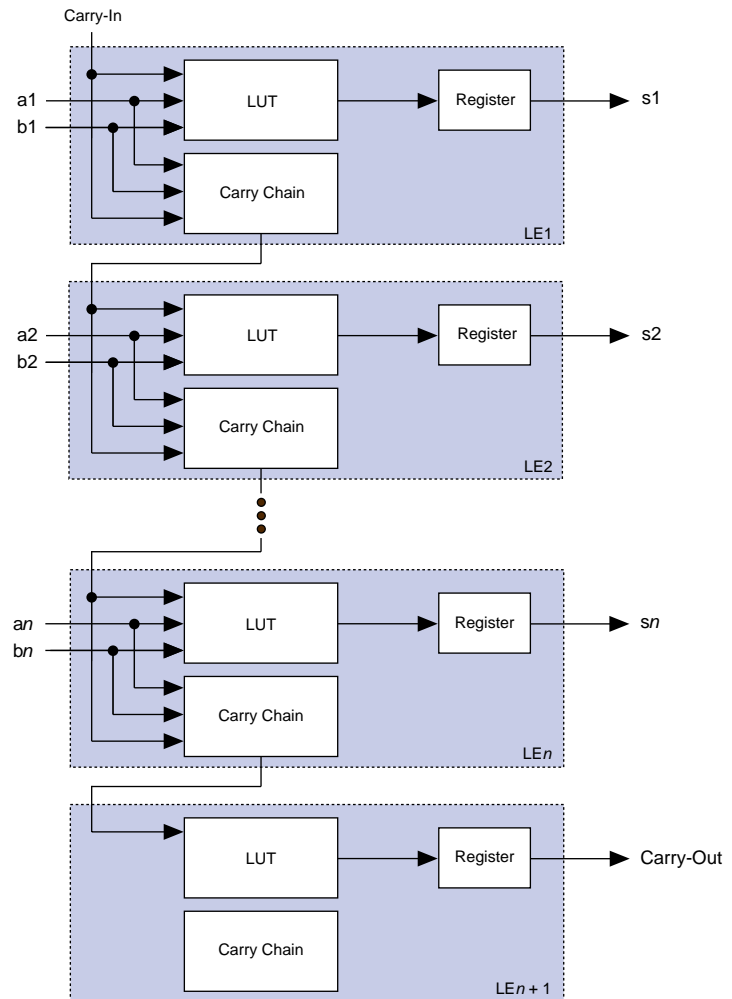 Carry-In
a1
b1
LUT
Register
s1
Carry Chain
LE1
a2
b2
LUT
Register
s2
Carry Chain
LE2
an
bn
LUT
Register
sn
Carry Chain
LEn
LUT
Register
Carry-Out
Carry Chain
LEn + 1